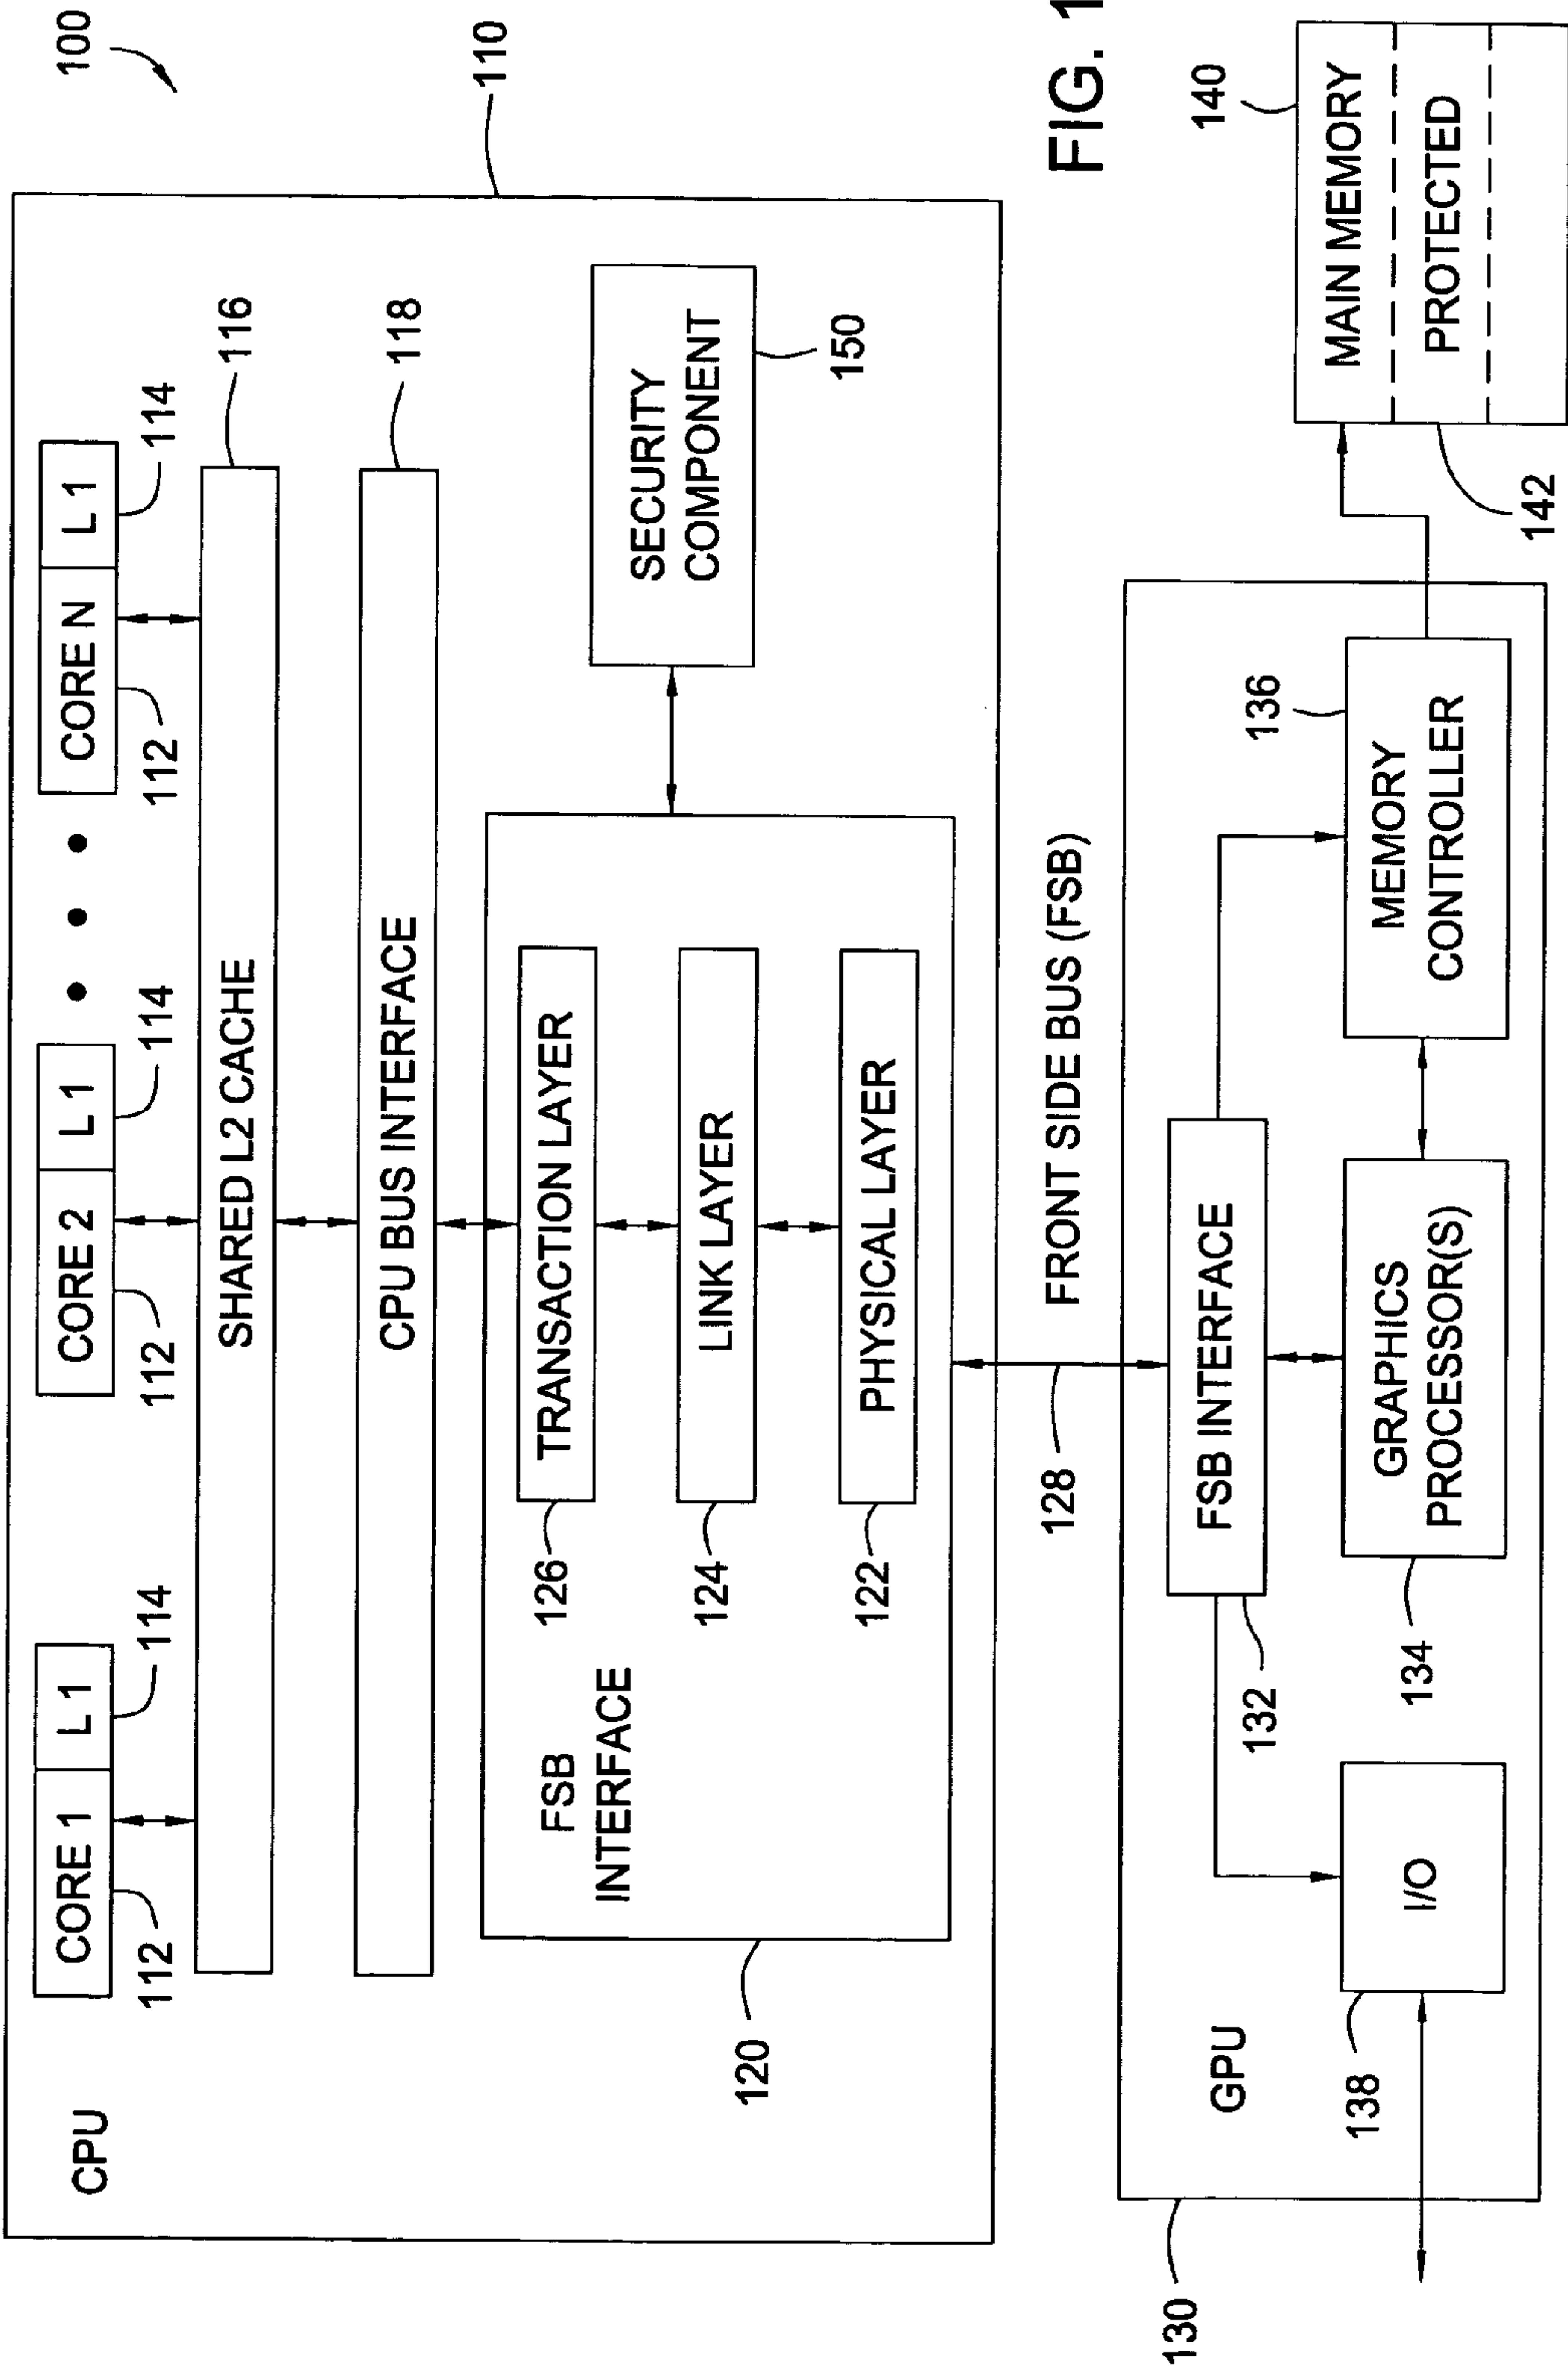 100
CPU
110
CORE 1
L 1
112
114
CORE 2
L 1
112
114
CORE N
L 1
112
114
SHARED L2 CACHE
116
CPU BUS INTERFACE
118
FSB
INTERFACE
120
TRANSACTION LAYER
126
LINK LAYER
124
PHYSICAL LAYER
122
SECURITY
COMPONENT
150
128
FRONT SIDE BUS (FSB)
FIG. 1
130
GPU
FSB INTERFACE
132
I/O
138
GRAPHICS
PROCESSOR(S)
134
MEMORY
CONTROLLER
136
140
MAIN MEMORY
PROTECTED
142